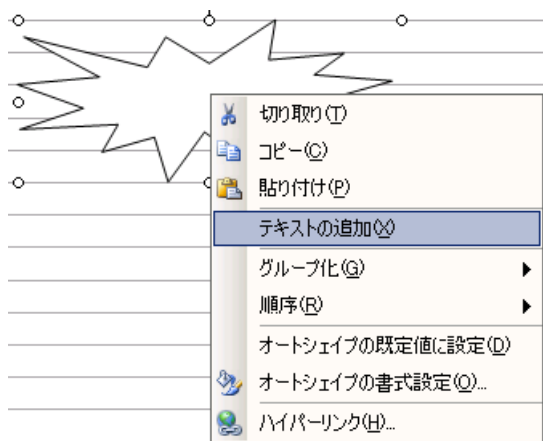 切り取り(T)
コピー(C)
貼り付け(P)
テキストの追加(X)
グループ化(G)
順序(R)
オートシェイプの既定値に設定(D)
オートシェイプの書式設定(O)...
ハイパーリンク(H)...